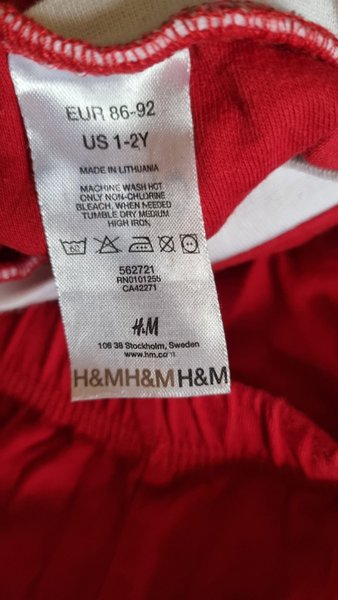 EUR 86-92
US 1-2Y
MADE IN LITHUANIA
MACHINE WASH HOT
ONLY NON-CHLORINE
BLEACH, WHEN NEEDED
TUMBLE DRY MEDIUM
HIGH IRON
562721
RN0101255
CA42271
H&M
106 38 Stockholm, Sweden
www.hm.com
H&MH&MH&M